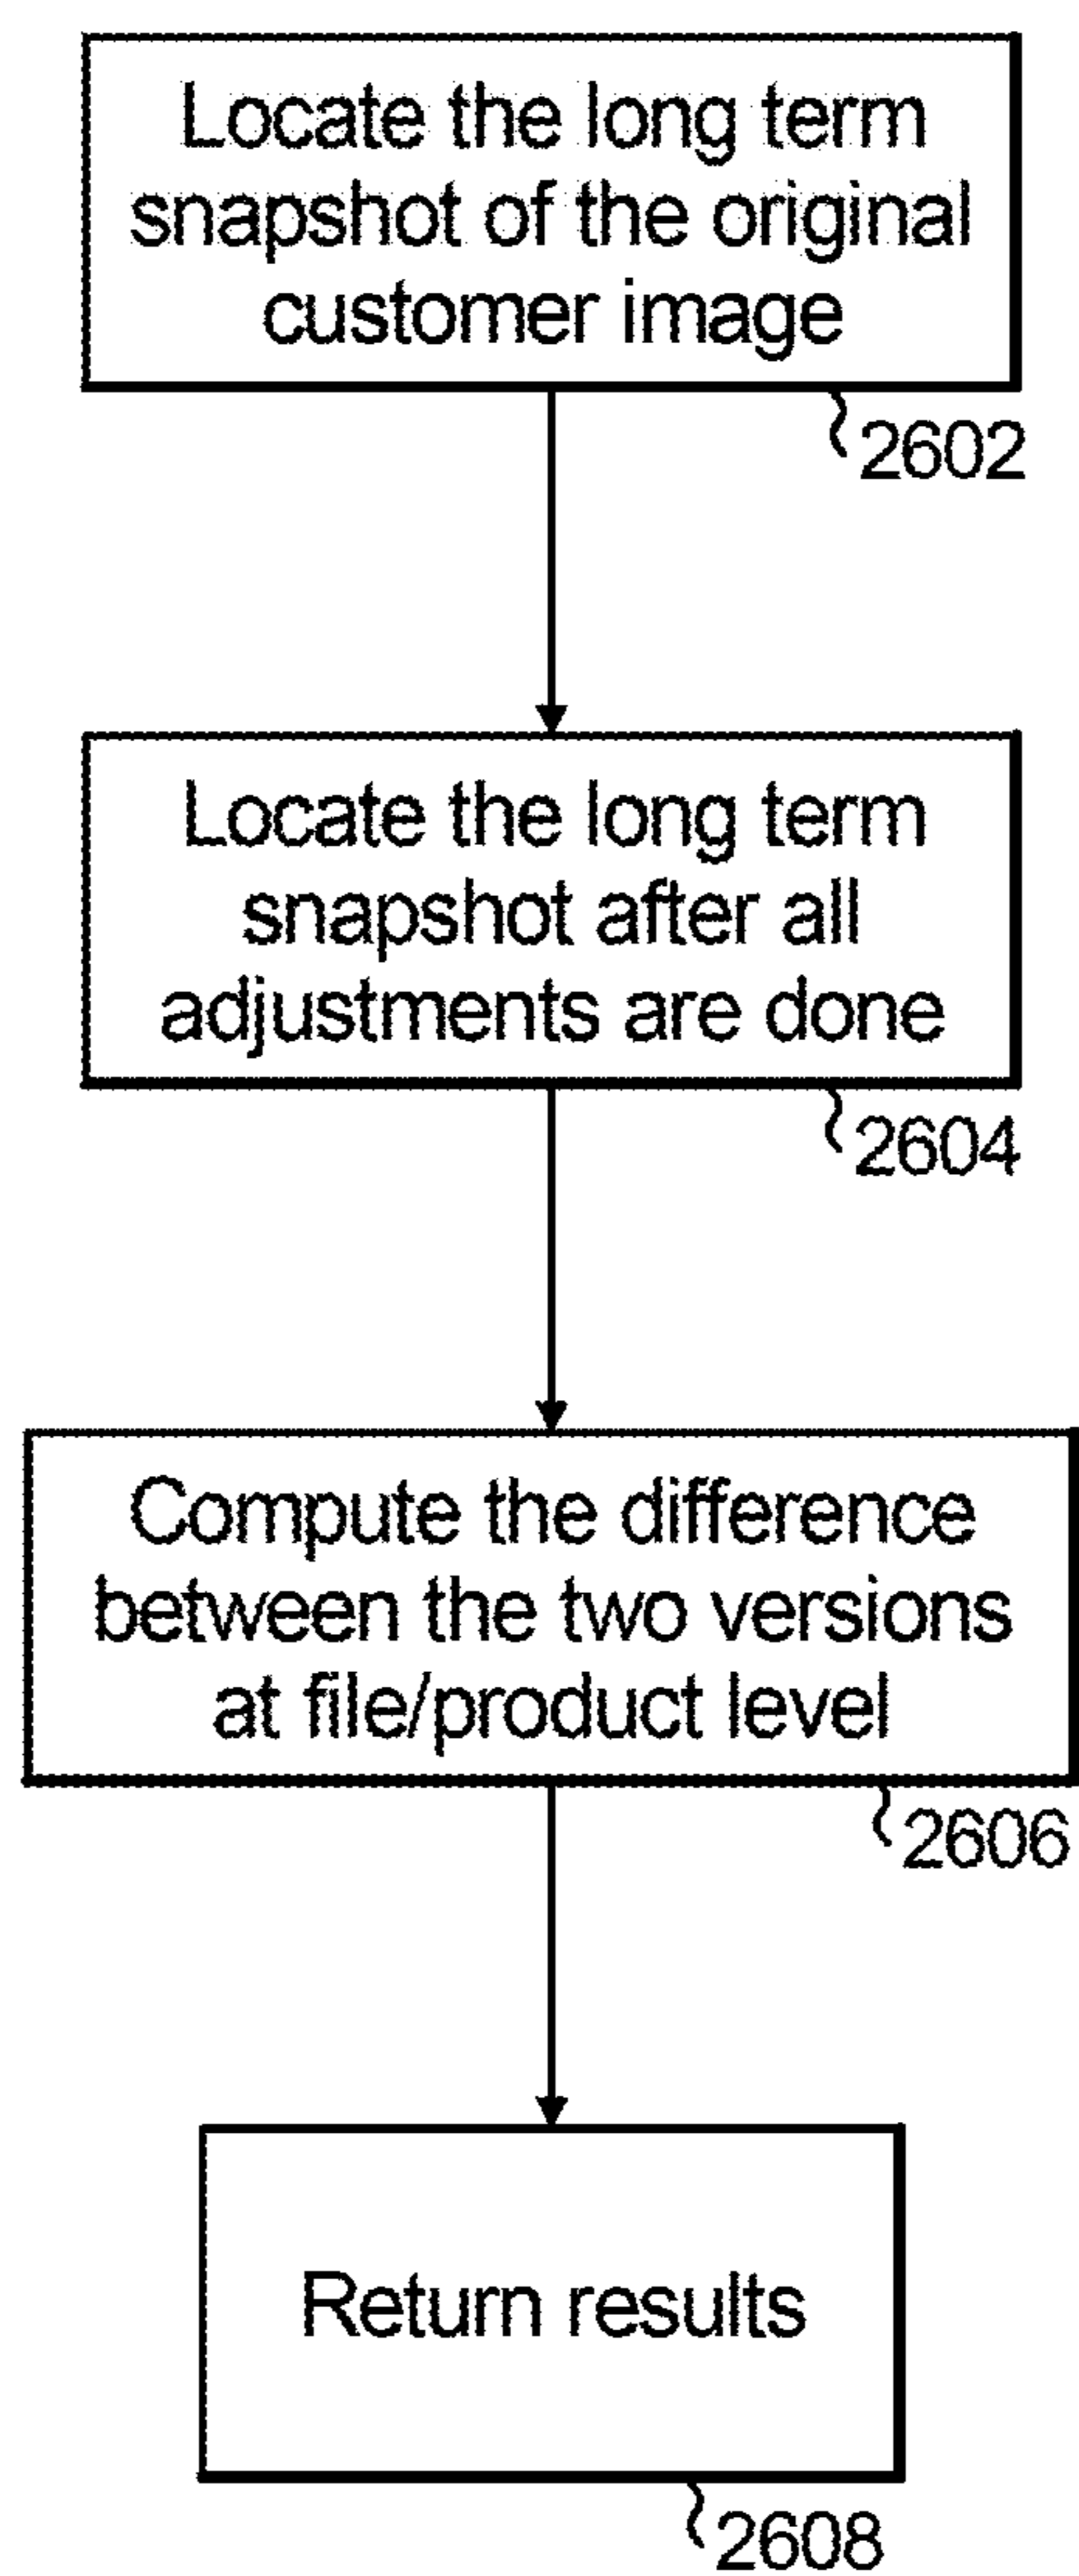 Locate the long term
snapshot of the original
customer image
2602
Locate the long term
snapshot after all
adjustments are done
2604
Compute the difference
between the two versions
at file/product level
2606
Return results
2608